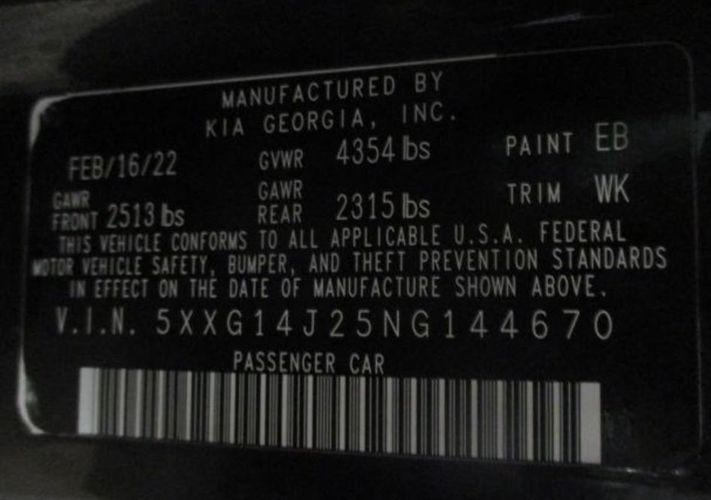 MANUFACTURED BY
KIA GEORGIA, INC.
FEB/16/22 GVWR 4354 lbs PAINT EB
GAWR FRONT 2513 lbs GAWR REAR 2315 lbs TRIM WK
THIS VEHICLE CONFORMS TO ALL APPLICABLE U.S.A. FEDERAL
MOTOR VEHICLE SAFETY, BUMPER, AND THEFT PREVENTION STANDARDS
IN EFFECT ON THE DATE OF MANUFACTURE SHOWN ABOVE.
V.I.N. 5XXG14J25NG144670
PASSENGER CAR